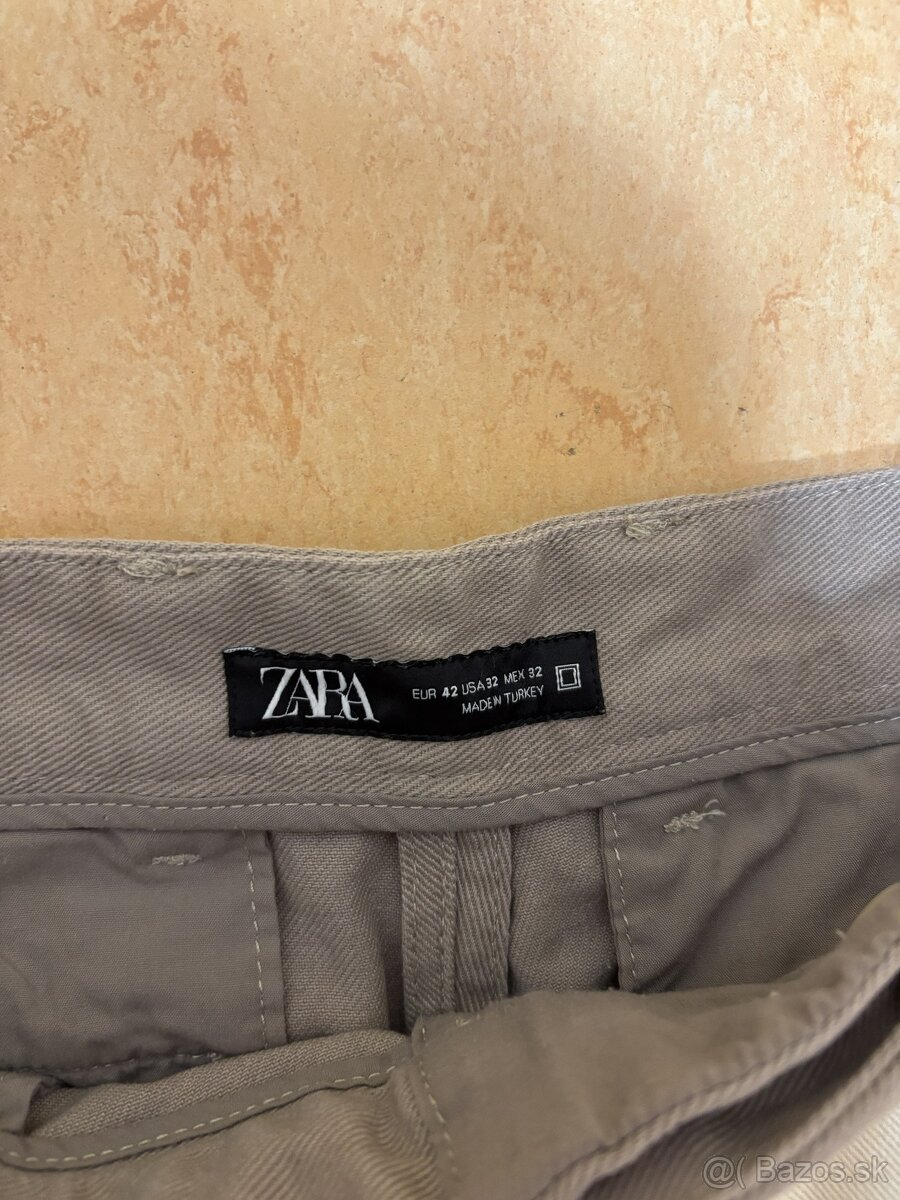 ZARA
EUR 42 USA 32 MEX 32
MADE IN TURKEY
@( Bazos.sk